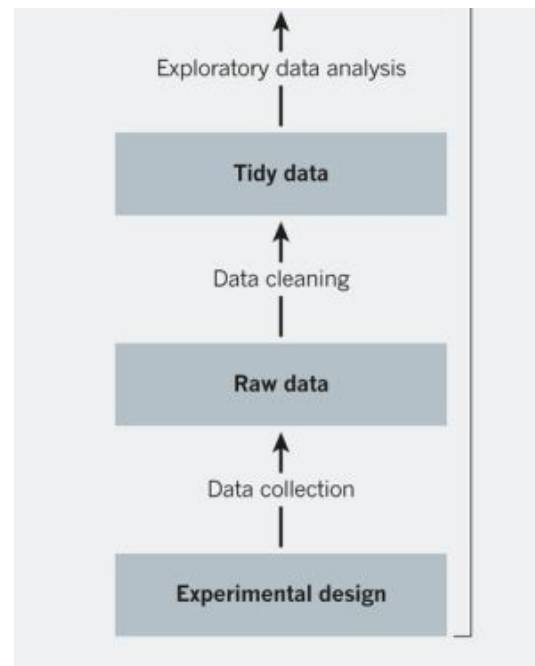 Exploratory data analysis
Tidy data
Data cleaning
Raw data
Data collection
Experimental design